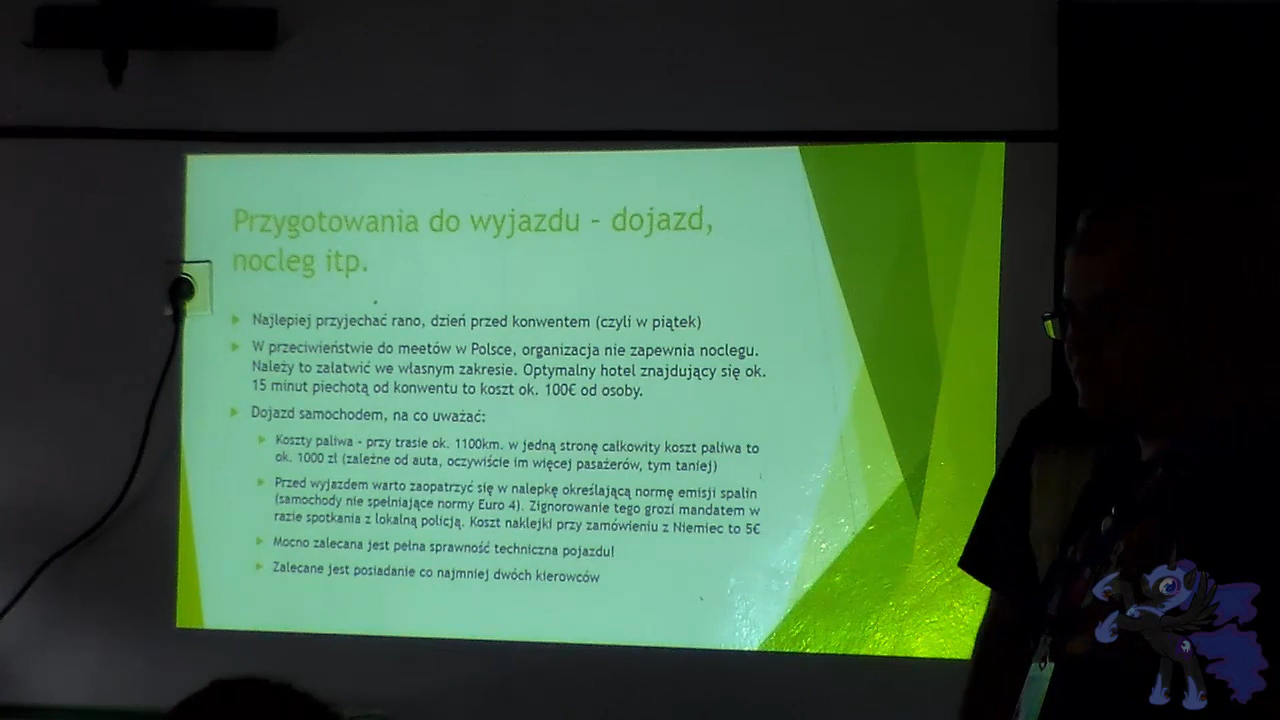 Przygotowania do wyjazdu – dojazd,
nocleg itp.
Najlepiej przyjechać rano, dzień przed konwentem (czyli w piątek)
W przeciwieństwie do meetów w Polsce, organizacja nie zapewnia noclegu.
Należy to załatwić we własnym zakresie. Optymalny hotel znajdujący się ok.
15 minut piechotą od konwentu to koszt ok. 100€ od osoby.
Dojazd samochodem, na co uważać:
Koszty paliwa – przy trasie ok. 1100km. w jedną stronę całkowity koszt paliwa to
ok. 1000 zł (zależne od auta, oczywiście im więcej pasażerów, tym taniej)
Przed wyjazdem warto zaopatrzyć się w nalepkę określającą normę emisji spalin
(samochody nie spełniające normy Euro 4). Zignorowanie tego grozi mandatem w
razie spotkania z lokalną policją. Koszt naklejki przy zamówieniu z Niemiec to 5€
Mocno zalecana jest pełna sprawność techniczna pojazdu!
Zalecane jest posiadanie co najmniej dwóch kierowców